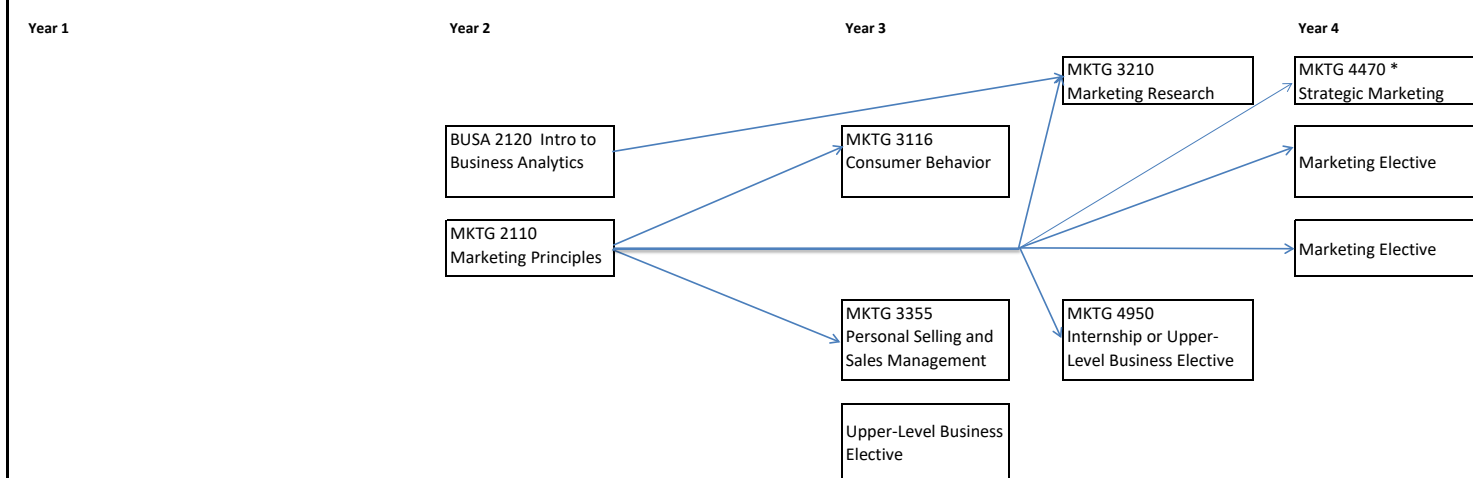 Year 1
Year 2
Year 3
Year 4
MKTG 3210
Marketing Research
MKTG 4470 *
Strategic Marketing
BUSA 2120  Intro to
Business Analytics
MKTG 3116
Consumer Behavior
Marketing Elective
MKTG 2110
Marketing Principles
Marketing Elective
MKTG 3355
Personal Selling and
Sales Management
MKTG 4950
Internship or Upper-
Level Business Elective
Upper-Level Business
Elective